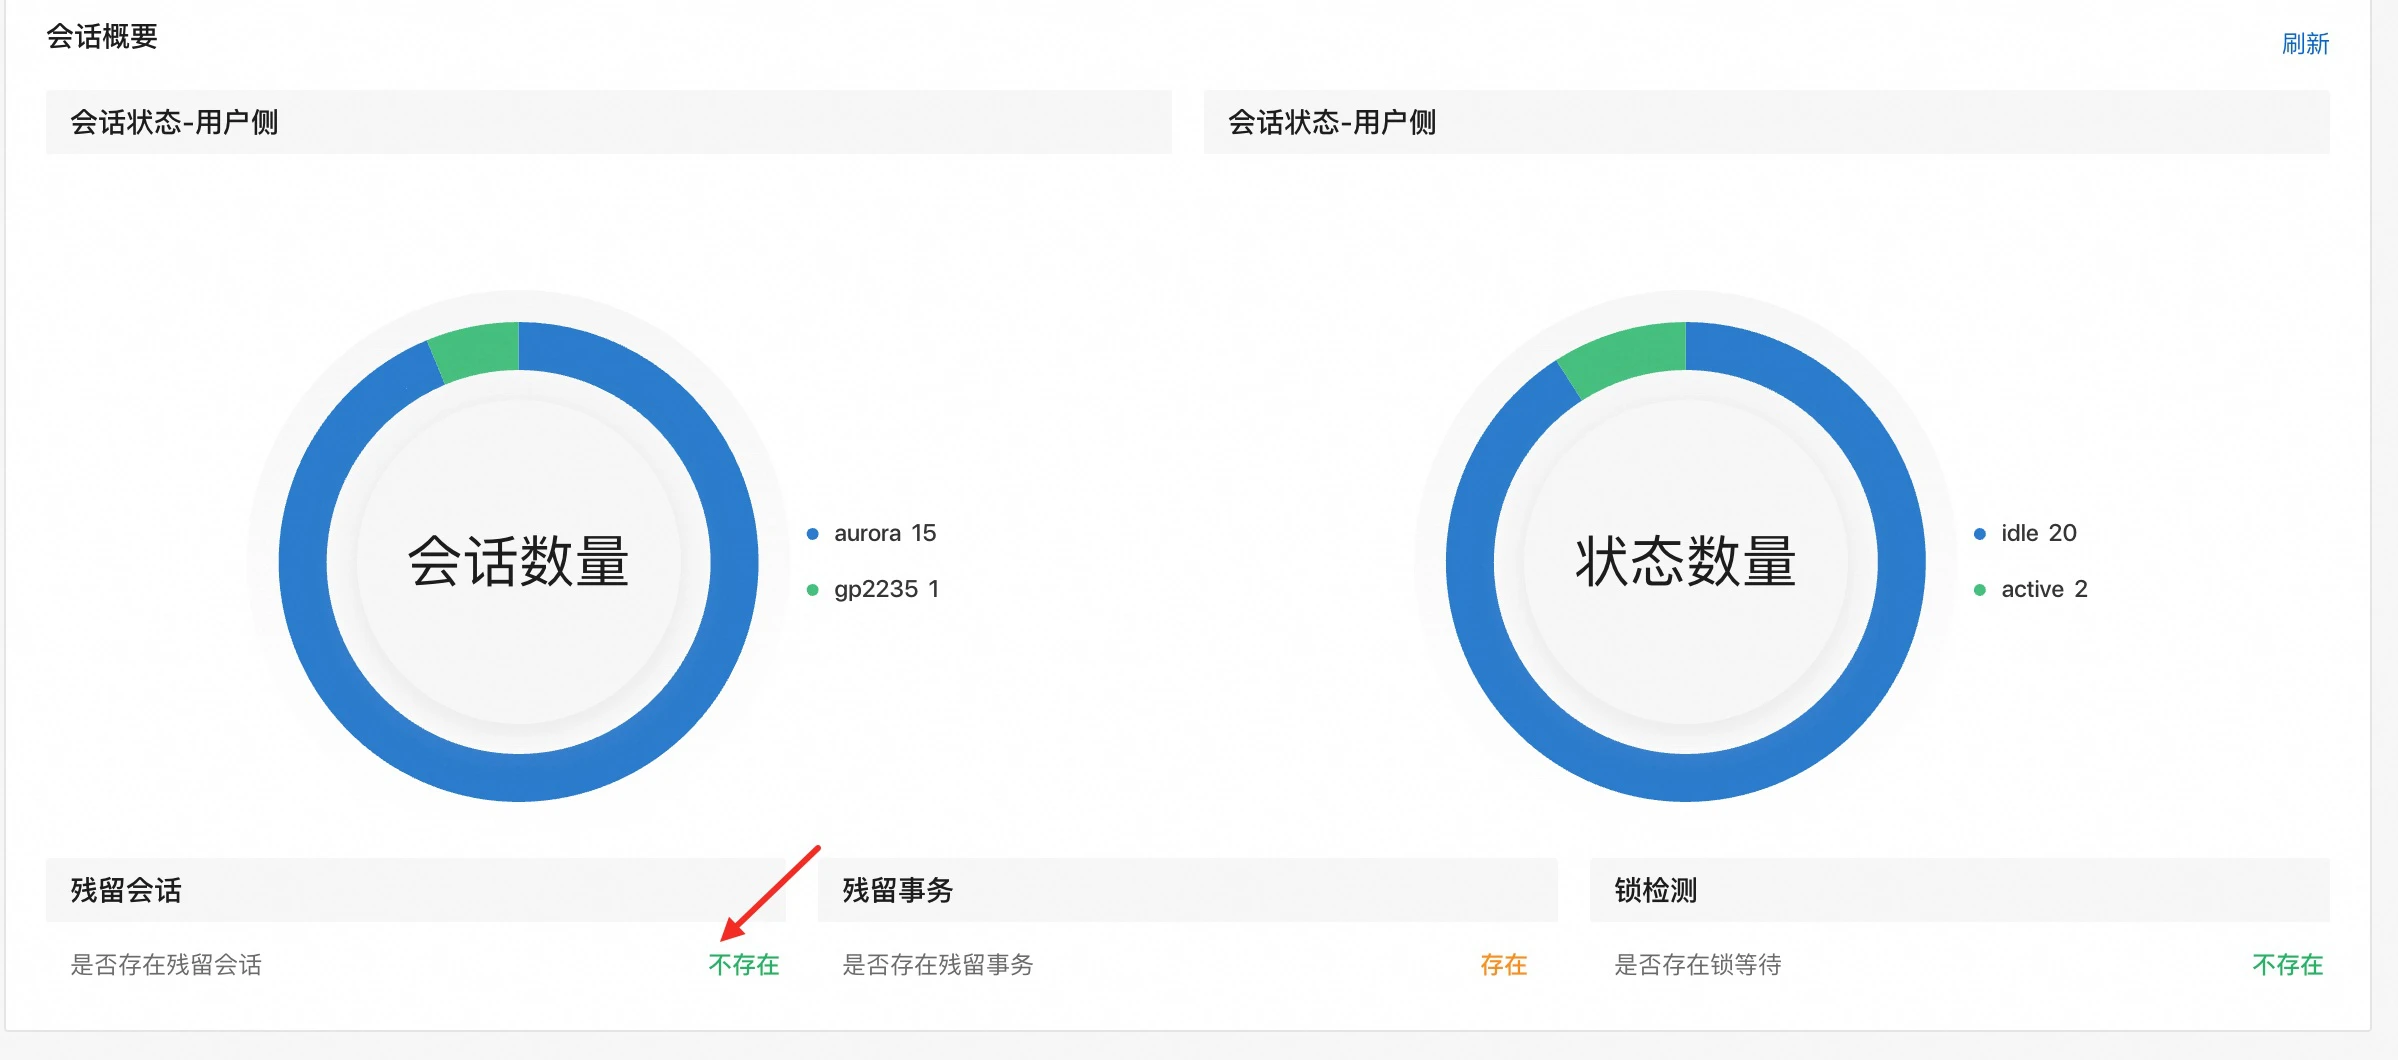 会话概要
刷新
会话状态-用户侧
会话状态-用户侧
会话数量
aurora 15
gp2235 1
状态数量
idle 20
active 2
残留会话
是否存在残留会话 不存在
残留事务
是否存在残留事务 存在
锁检测
是否存在锁等待 不存在